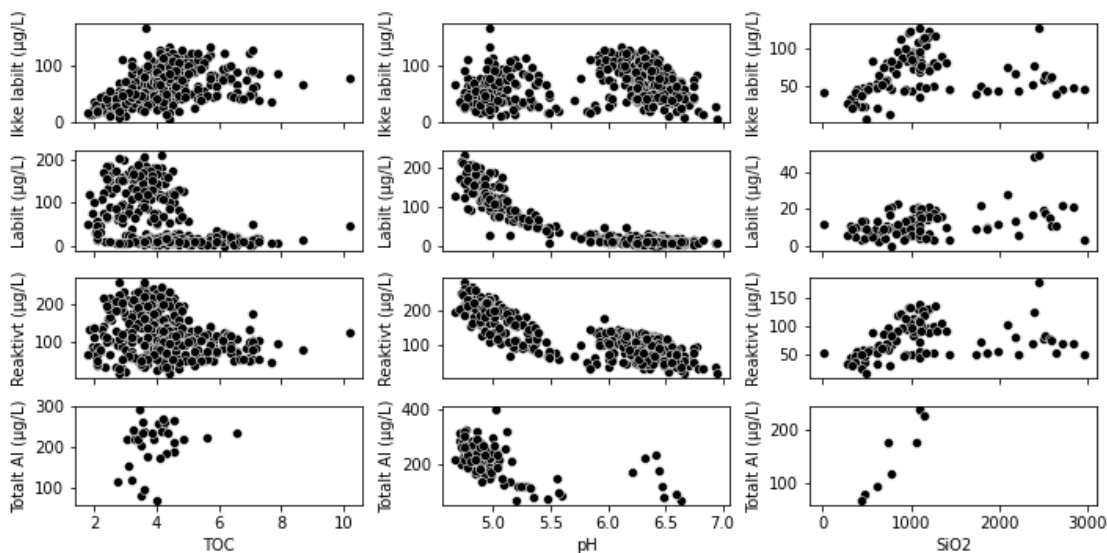 Ikke labilt (µg/L)
100
0
Ikke labilt (µg/L)
100
0
Ikke labilt (µg/L)
100
50
Labilt (µg/L)
200
100
0
Labilt (µg/L)
200
100
0
Labilt (µg/L)
40
20
0
Reaktivt (µg/L)
200
100
Reaktivt (µg/L)
200
100
Reaktivt (µg/L)
150
100
50
Totalt Al (µg/L)
300
200
100
2 4 6 8 10
TOC
Totalt Al (µg/L)
400
200
5.0 5.5 6.0 6.5 7.0
pH
Totalt Al (µg/L)
200
100
0 1000 2000 3000
SiO2